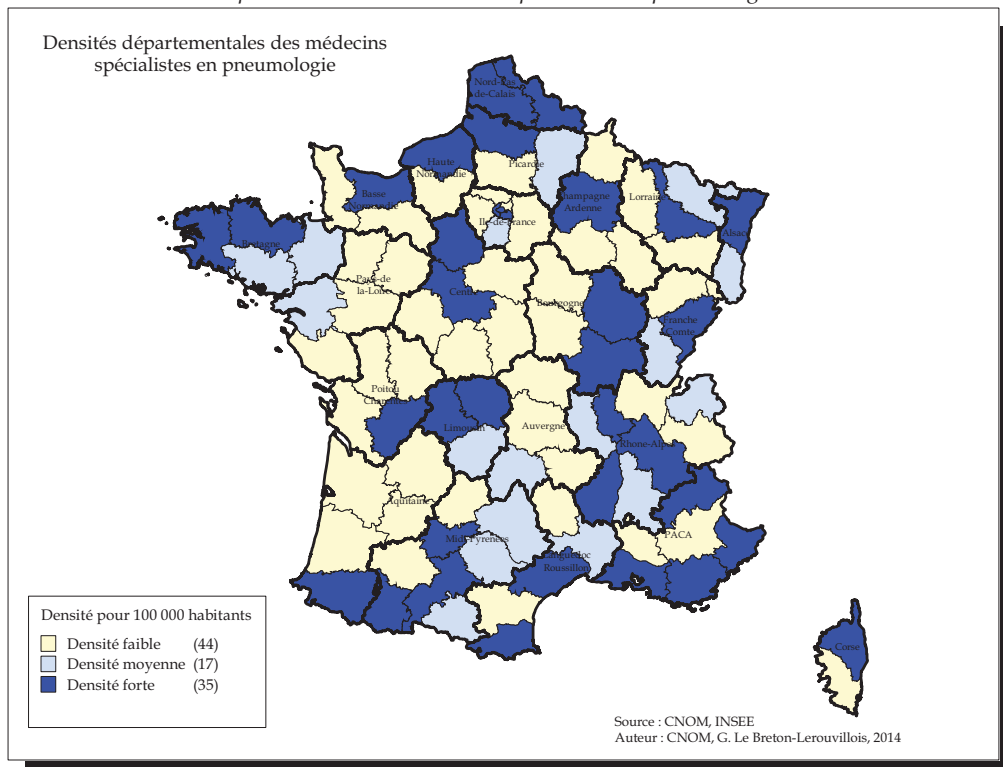 Densités départementales des médecins
spécialistes en pneumologie
Nord-Pas
de-Calais
Haute
Normandie
Picardie
Basse
Normandie
Ile-de-France
Champagne
Ardenne
Lorraine
Alsace
Bretagne
Pays-de
la-Loire
Centre
Bourgogne
Franche
Comte
Poitou
Charentes
Limousin
Auvergne
Rhone-Alpes
Aquitaine
Midi-Pyrenées
Languedoc
Roussillon
PACA
Corse
Densité pour 100 000 habitants
Densité faible (44)
Densité moyenne (17)
Densité forte (35)
Source : CNOM, INSEE
Auteur : CNOM, G. Le Breton-Lerouvillois, 2014